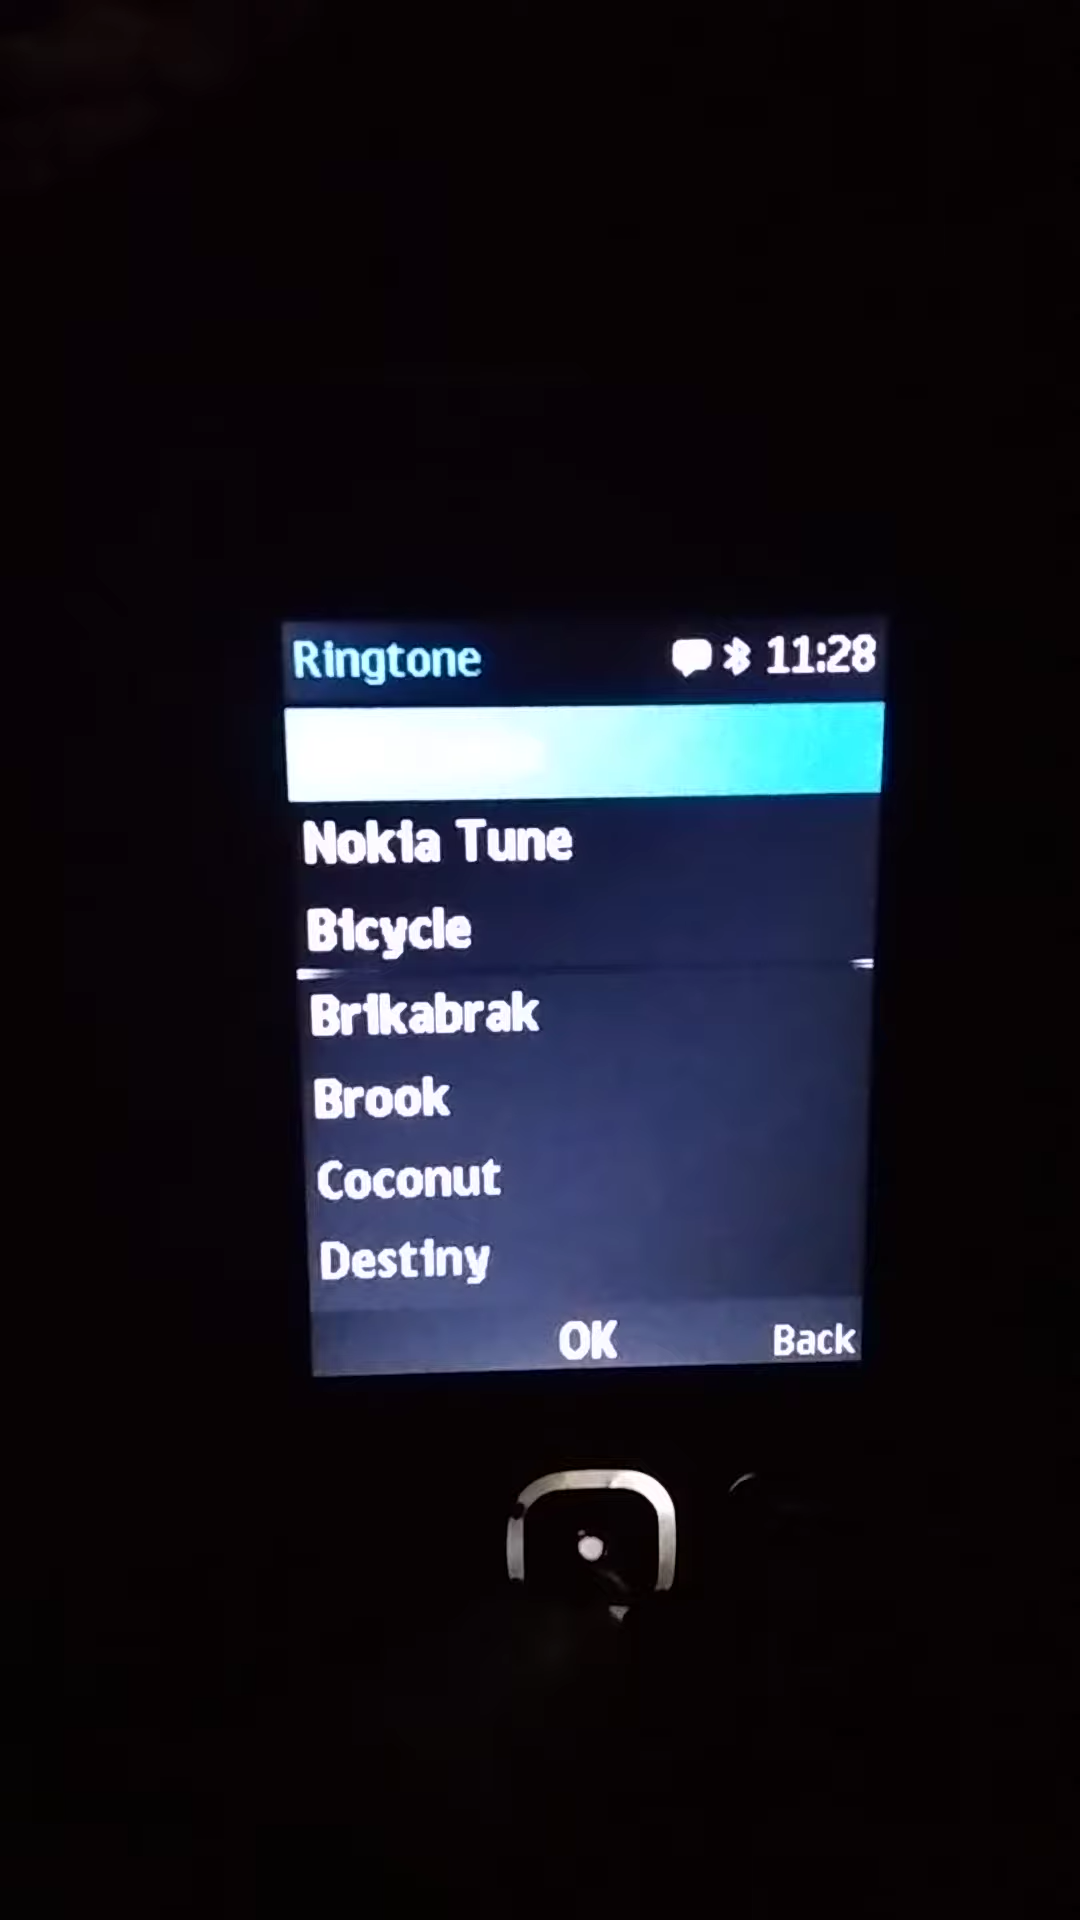 Ringtone 11:28
Nokia Tune
Bicycle
Brikabrak
Brook
Coconut
Destiny
OK Back